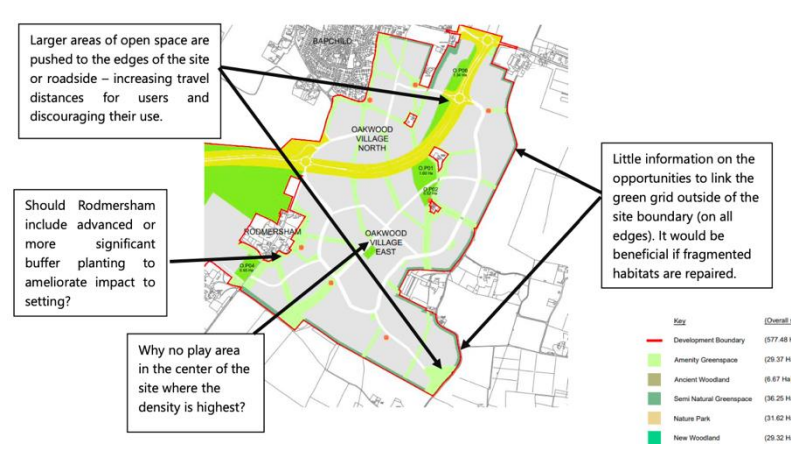 Larger areas of open space are
pushed to the edges of the site
or roadside – increasing travel
distances for users and
discouraging their use.
BAPCHILD
OAKWOOD
VILLAGE
NORTH
Should Rodmersham
include advanced or
more significant
buffer planting to
ameliorate impact to
setting?
RODMERSHAM
OAKWOOD
VILLAGE
EAST
Why no play area
in the center of the
site where the
density is highest?
Little information on the
opportunities to link the
green grid outside of the
site boundary (on all
edges). It would be
beneficial if fragmented
habitats are repaired.
Key (Overall
Development Boundary (577.48 H
Amenity Greenspace (29.37 H
Ancient Woodland (6.67 Ha
Semi Natural Greenspace (36.25 H
Nature Park (31.62 H
New Woodland (29.32 H